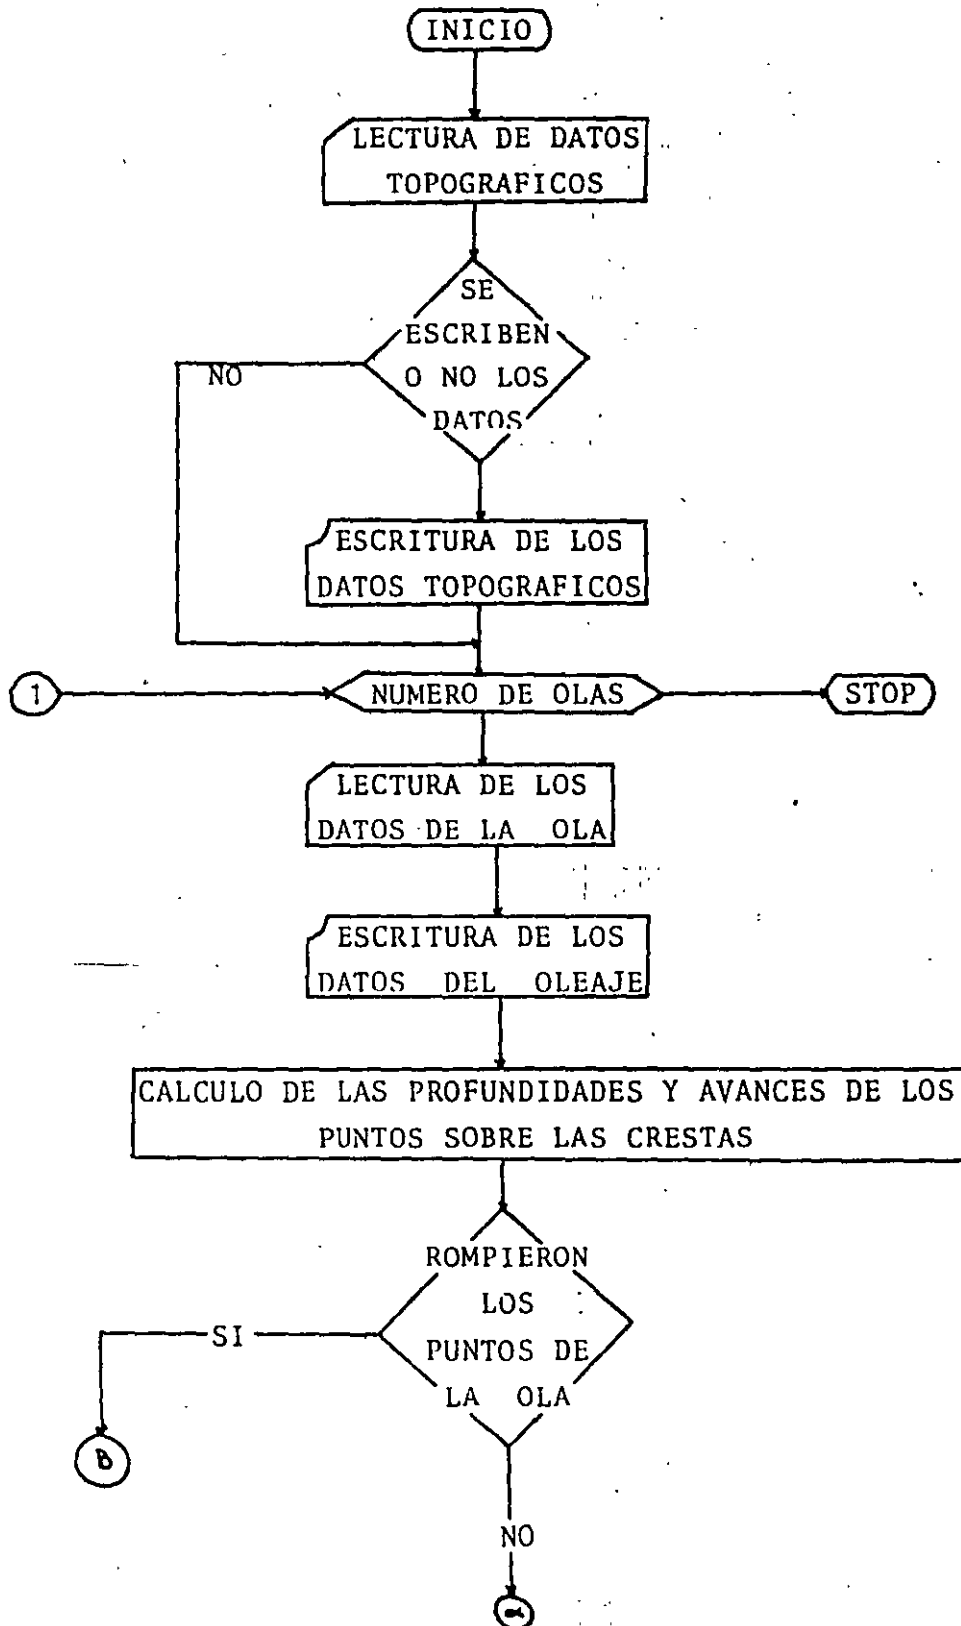 INICIO
LECTURA DE DATOS
TOPOGRAFICOS
SE
ESCRIBEN
O NO LOS
DATOS
NO
ESCRITURA DE LOS
DATOS TOPOGRAFICOS
1
NUMERO DE OLAS
STOP
LECTURA DE LOS
DATOS DE LA OLA
ESCRITURA DE LOS
DATOS DEL OLEAJE
CALCULO DE LAS PROFUNDIDADES Y AVANCES DE LOS
PUNTOS SOBRE LAS CRESTAS
ROMPIERON
LOS
PUNTOS DE
LA OLA
SI
B
NO
α